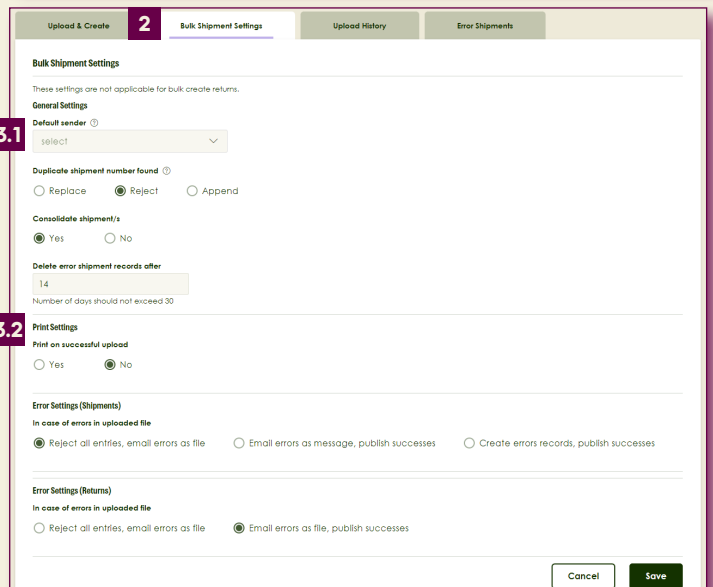 Upload & Create
2
Bulk Shipment Settings
Upload History
Error Shipments
Bulk Shipment Settings
These settings are not applicable for bulk create returns.
General Settings
Default sender ?
3.1
select
Duplicate shipment number found ?
Replace Reject Append
Consolidate shipment/s
Yes No
Delete error shipment records after
14
Number of days should not exceed 30
3.2
Print Settings
Print on successful upload
Yes No
Error Settings (Shipments)
In case of errors in uploaded file
Reject all entries, email errors as file Email errors as message, publish successes Create errors records, publish successes
Error Settings (Returns)
In case of errors in uploaded file
Reject all entries, email errors as file Email errors as file, publish successes
Cancel Save